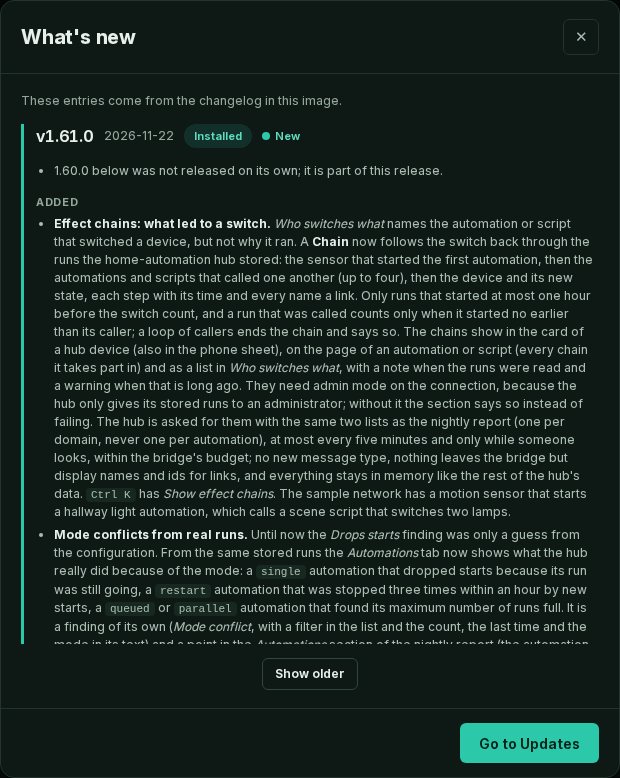 What's new
✕
These entries come from the changelog in this image.
v1.61.0 2026-11-22 Installed New
• 1.60.0 below was not released on its own; it is part of this release.
ADDED
• Effect chains: what led to a switch. Who switches what names the automation or script
that switched a device, but not why it ran. A Chain now follows the switch back through the
runs the home-automation hub stored: the sensor that started the first automation, then the
automations and scripts that called one another (up to four), then the device and its new
state, each step with its time and every name a link. Only runs that started at most one hour
before the switch count, and a run that was called counts only when it started no earlier
than its caller; a loop of callers ends the chain and says so. The chains show in the card of
a hub device (also in the phone sheet), on the page of an automation or script (every chain
it takes part in) and as a list in Who switches what, with a note when the runs were read and
a warning when that is long ago. They need admin mode on the connection, because the
hub only gives its stored runs to an administrator; without it the section says so instead of
failing. The hub is asked for them with the same two lists as the nightly report (one per
domain, never one per automation), at most every five minutes and only while someone
looks, within the bridge's budget; no new message type, nothing leaves the bridge but
display names and ids for links, and everything stays in memory like the rest of the hub's
data. Ctrl K has Show effect chains. The sample network has a motion sensor that starts
a hallway light automation, which calls a scene script that switches two lamps.
• Mode conflicts from real runs. Until now the Drops starts finding was only a guess from
the configuration. From the same stored runs the Automations tab now shows what the hub
really did because of the mode: a single automation that dropped starts because its run
was still going, a restart automation that was stopped three times within an hour by new
starts, a queued or parallel automation that found its maximum number of runs full. It is
a finding of its own (Mode conflict, with a filter in the list and the count, the last time and the
mode in its text) and a point in the Automations section of the nightly report (the automation
Show older
Go to Updates